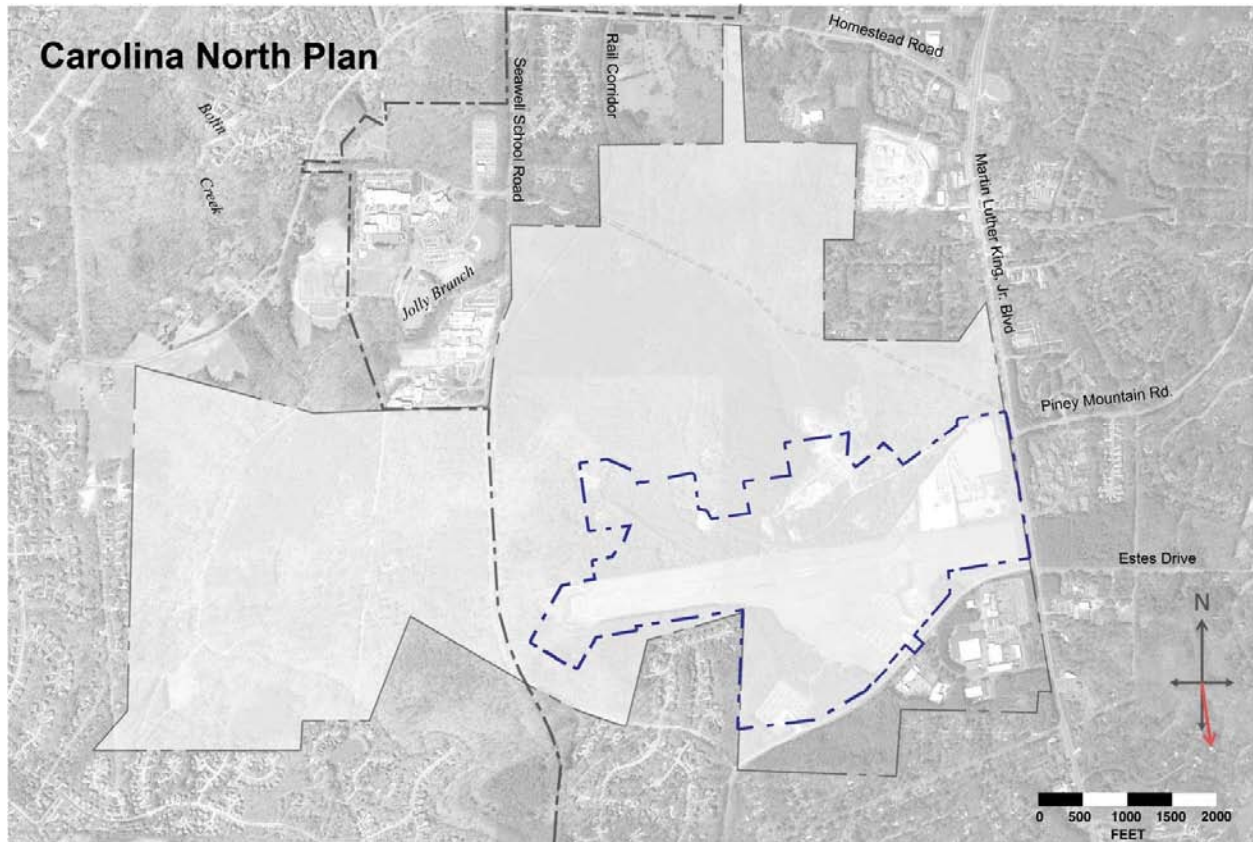 Carolina North Plan
Homestead Road
Rail Corridor
Seawell School Road
Bolin
Creek
Martin Luther King, Jr. Blvd
Jolly Branch
Piney Mountain Rd.
Estes Drive
N
0 500 1000 1500 2000
FEET